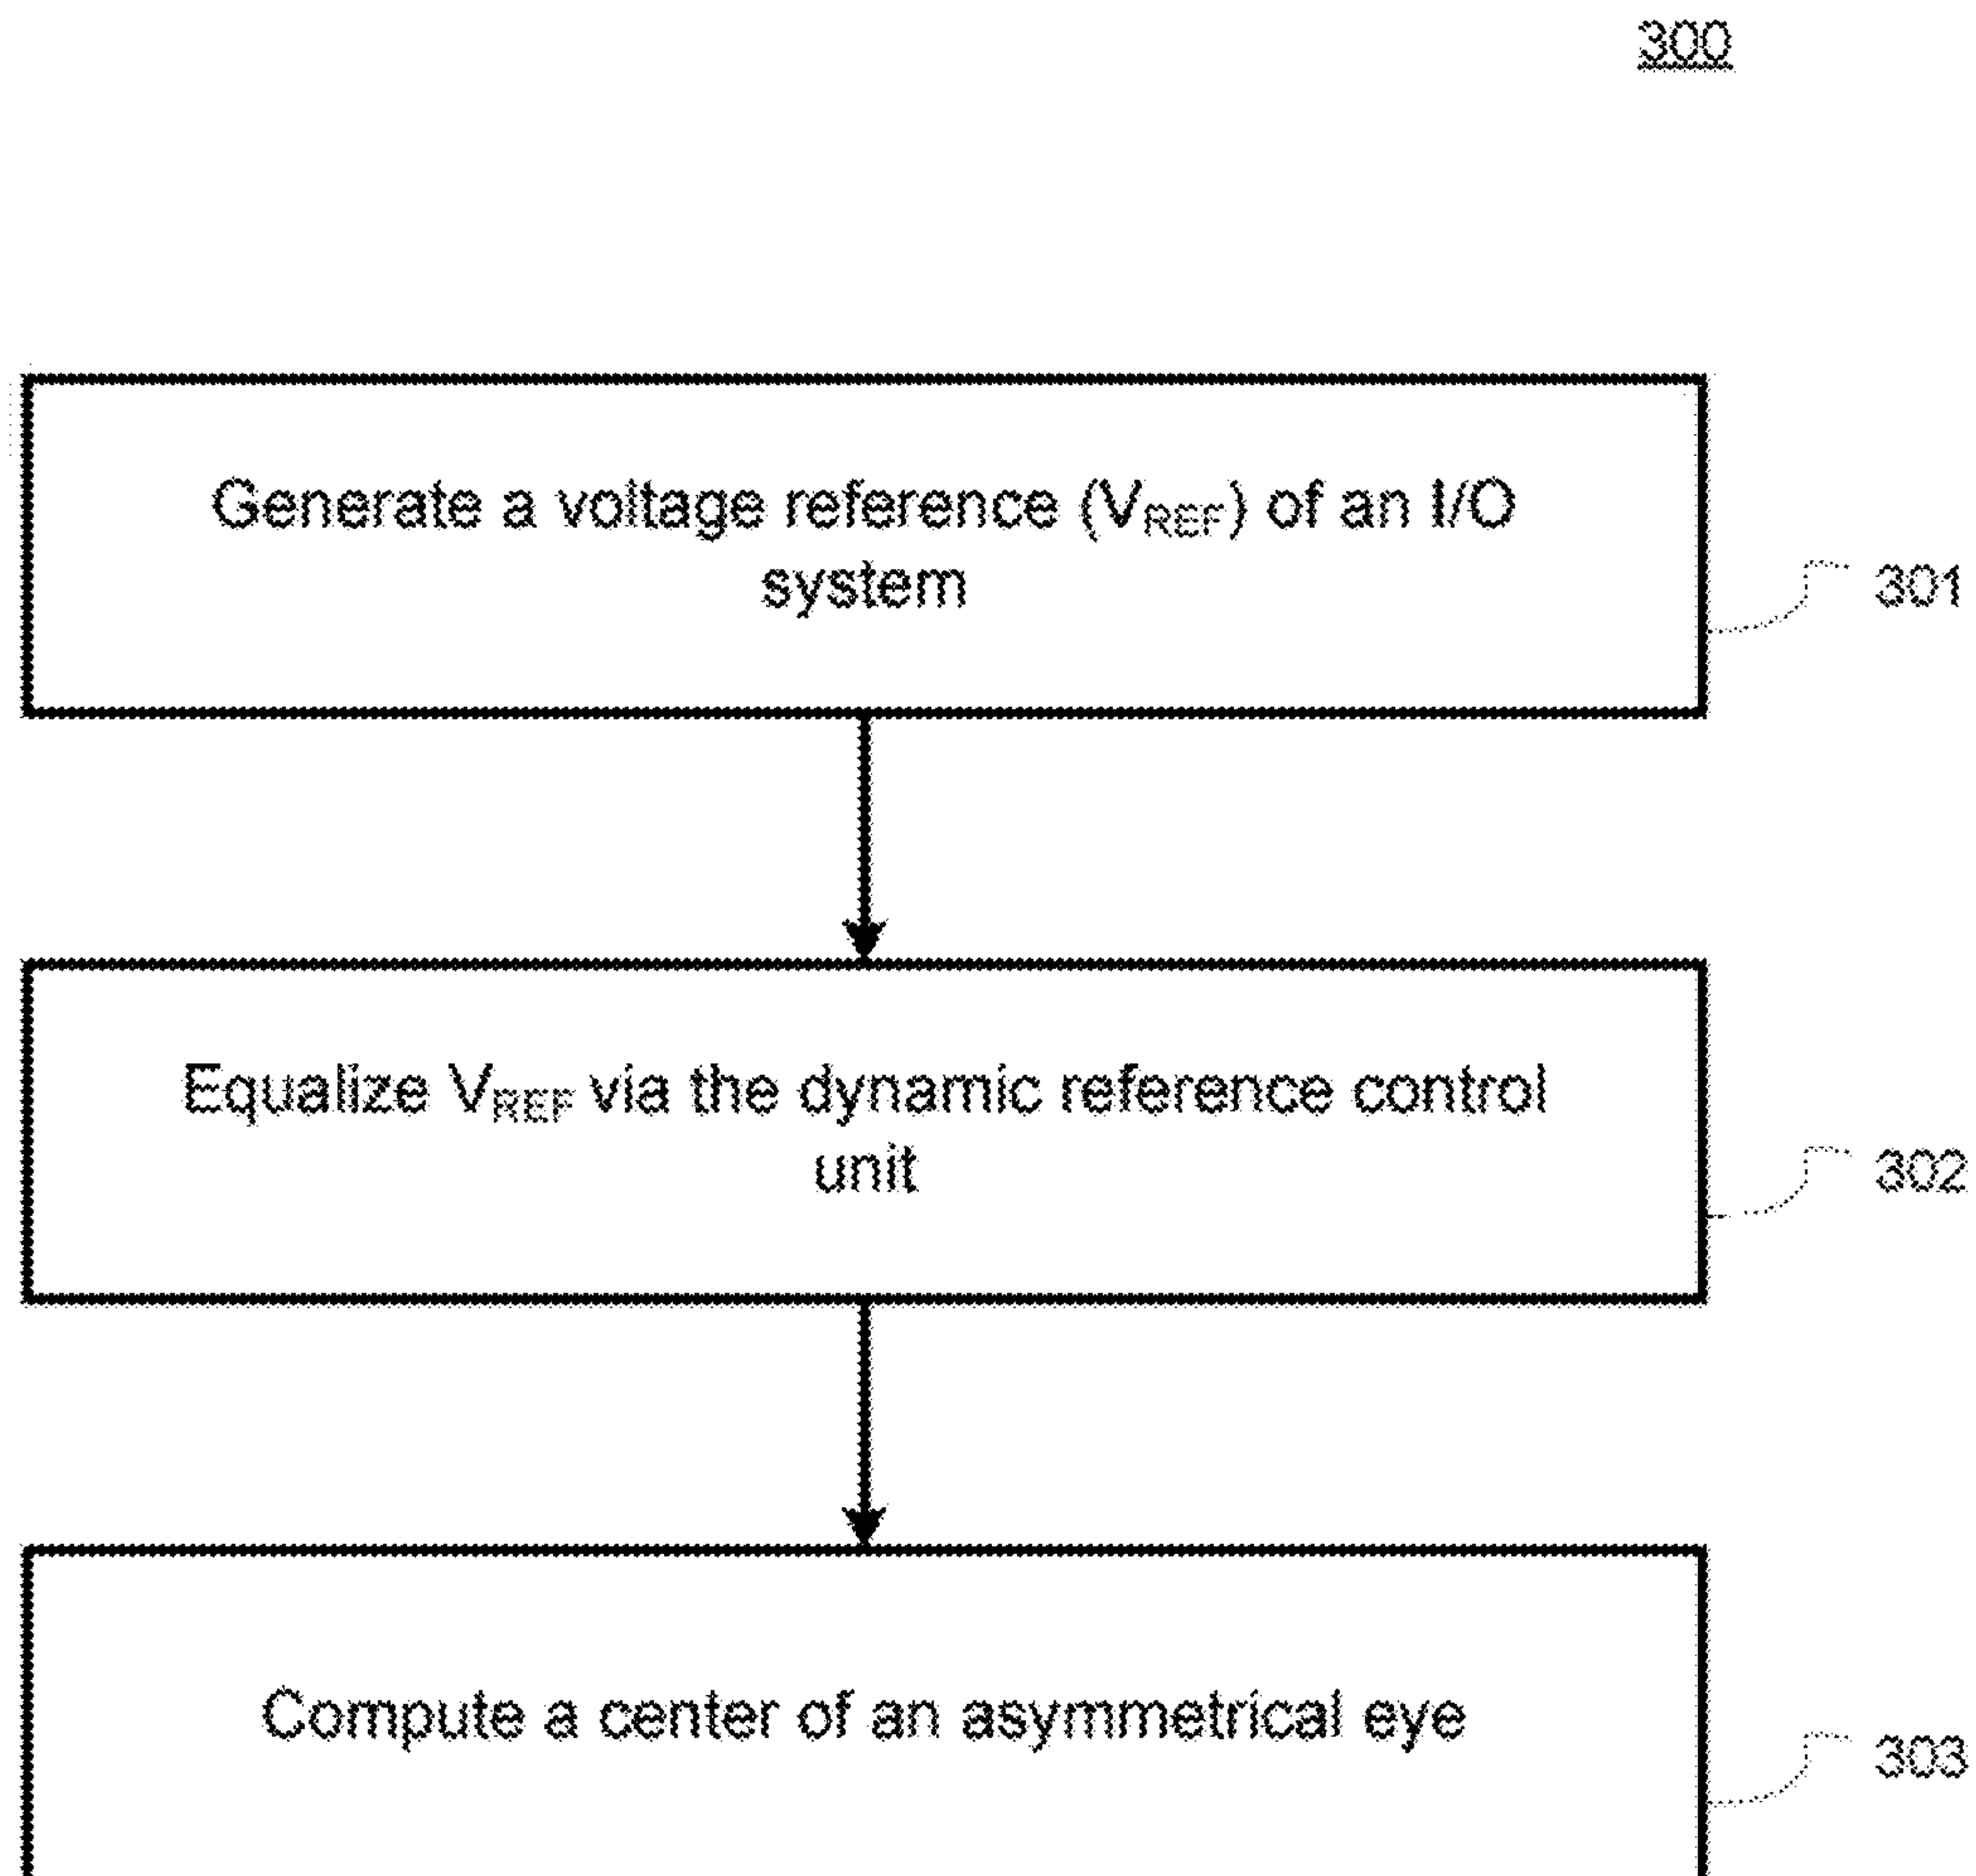 300
Generate a voltage reference (VREF) of an I/O
system
301
Equalize VREF via the dynamic reference control
unit
302
Compute a center of an asymmetrical eye
303